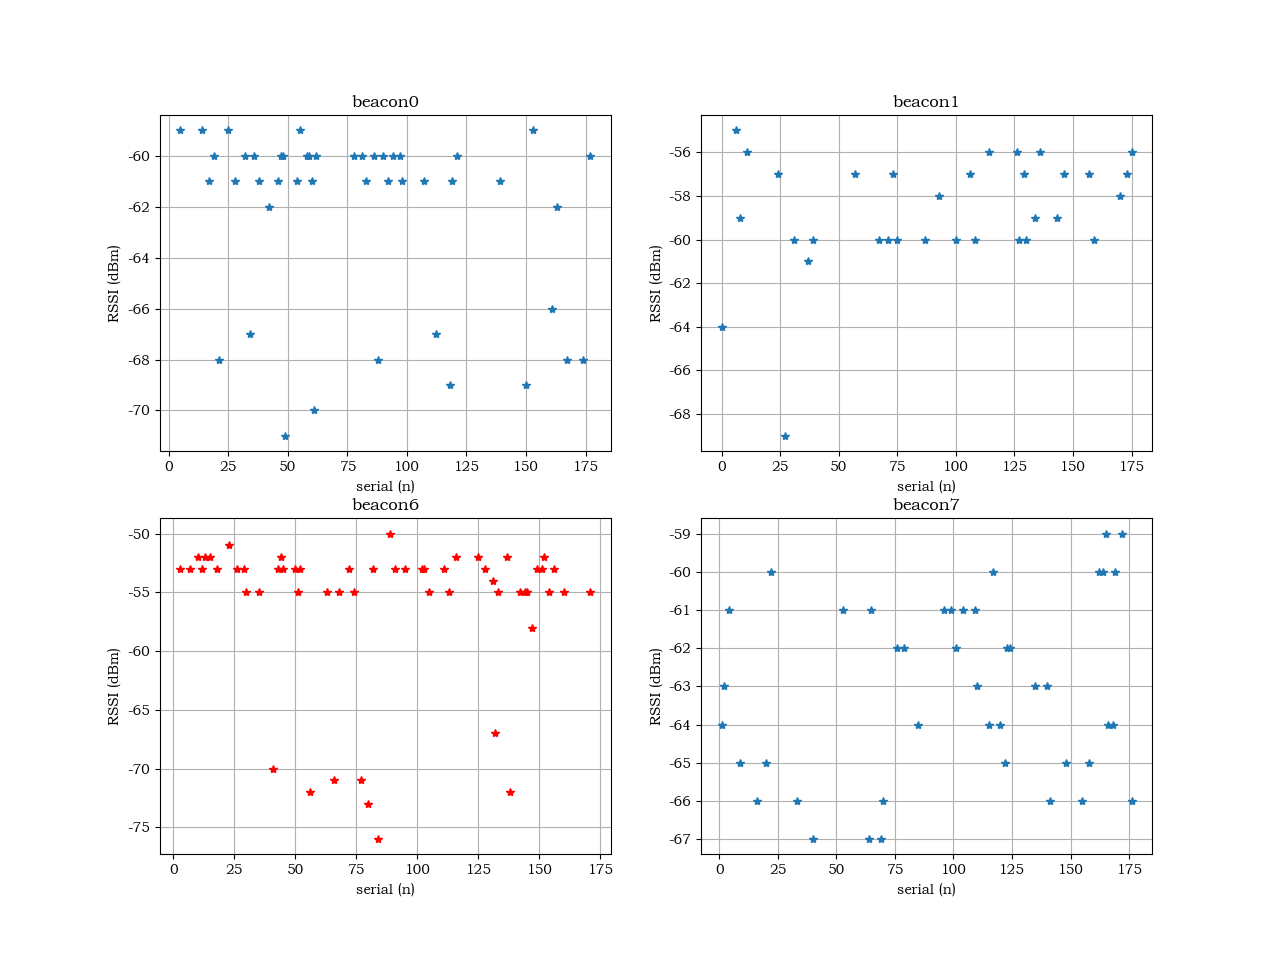 beacon0
-60
-62
-64
-66
-68
-70
RSSI (dBm)
0 25 50 75 100 125 150 175
serial (n)
beacon1
-56
-58
-60
-62
-64
-66
-68
RSSI (dBm)
0 25 50 75 100 125 150 175
serial (n)
beacon6
-50
-55
-60
-65
-70
-75
RSSI (dBm)
0 25 50 75 100 125 150 175
serial (n)
beacon7
-59
-60
-61
-62
-63
-64
-65
-66
-67
RSSI (dBm)
0 25 50 75 100 125 150 175
serial (n)